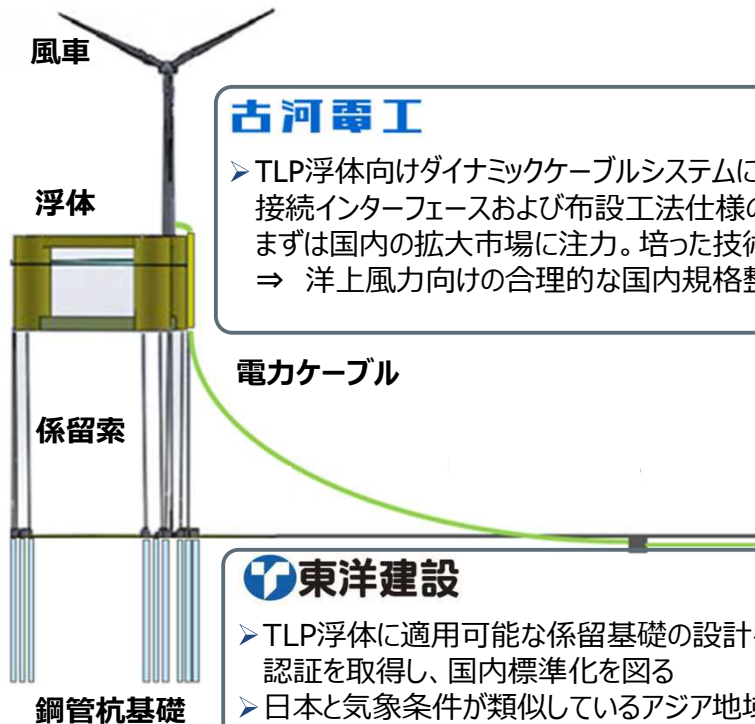 風車
浮体
係留索
鋼管杭基礎
電力ケーブル
古河電工
➢TLP浮体向けダイナミックケーブルシステムに
接続インターフェースおよび布設工法仕様の
まずは国内の拡大市場に注力。培った技術
⇒ 洋上風力向けの合理的な国内規格整
東洋建設
➢TLP浮体に適用可能な係留基礎の設計
認証を取得し、国内標準化を図る
➢日本と気象条件が類似しているアジア地